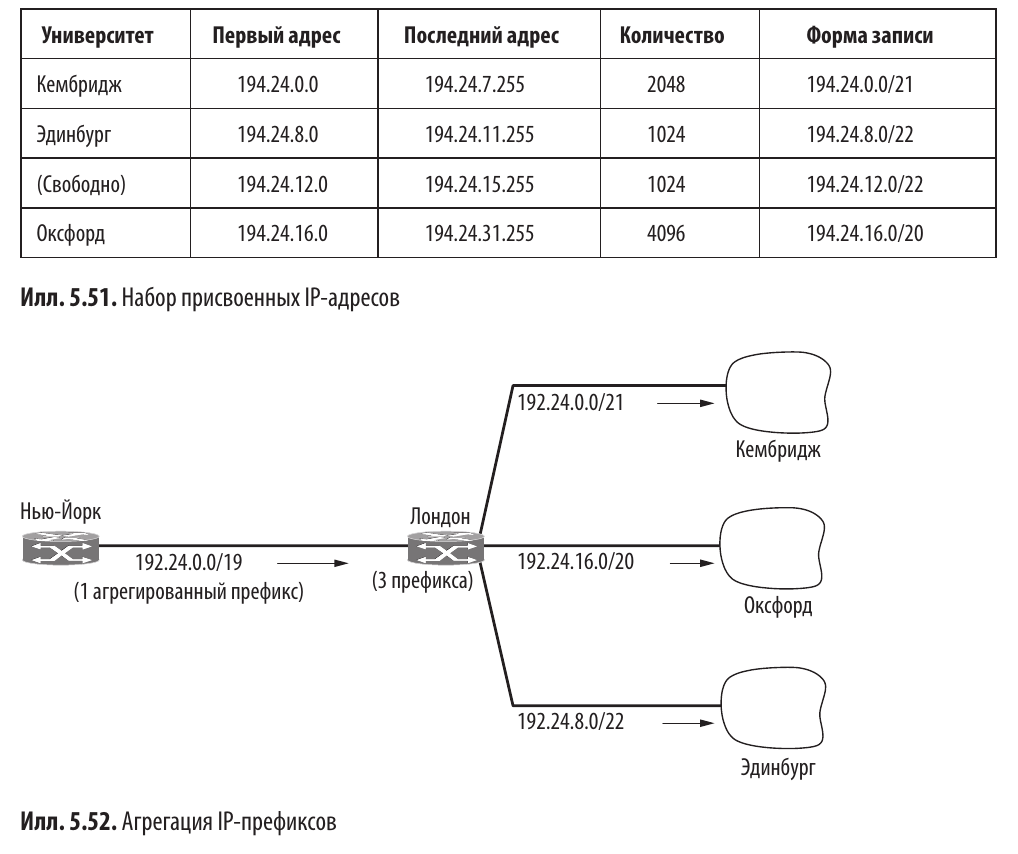 Университет Первый адрес Последний адрес Количество Форма записи
Кембридж 194.24.0.0 194.24.7.255 2048 194.24.0.0/21
Эдинбург 194.24.8.0 194.24.11.255 1024 194.24.8.0/22
(Свободно) 194.24.12.0 194.24.15.255 1024 194.24.12.0/22
Оксфорд 194.24.16.0 194.24.31.255 4096 194.24.16.0/20
Илл. 5.51. Набор присвоенных IP-адресов
192.24.0.0/21
Кембридж
Нью-Йорк
Лондон
192.24.0.0/19
(1 агрегированный префикс)
(3 префикса)
192.24.16.0/20
Оксфорд
192.24.8.0/22
Эдинбург
Илл. 5.52. Агрегация IP-префиксов